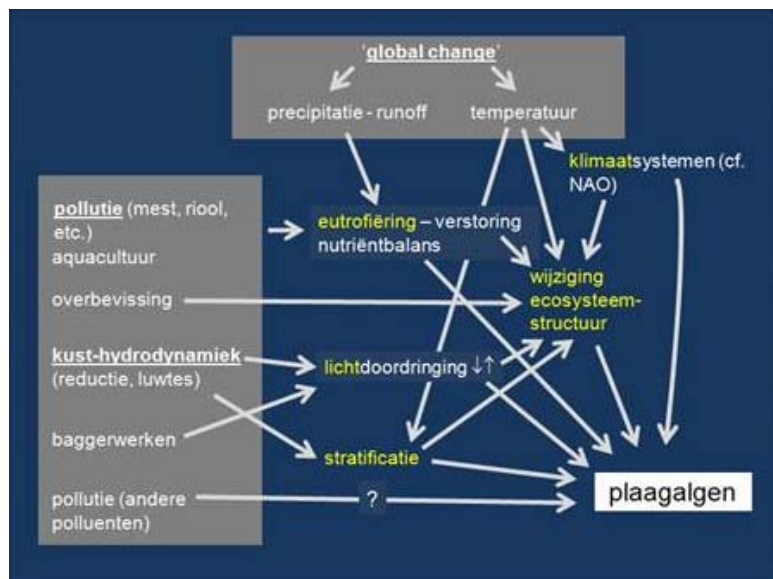 'global change'
precipitatie - runoff
temperatuur
klimaatsystemen (cf.
NAO)
pollutie (mest, riool,
etc.)
aquacultuur
eutrofiëring – verstoring
nutriëntbalans
wijziging
ecosysteem-
structuur
overbevissing
kust-hydrodynamiek
(reductie, luwtes)
lichtdoordringing ↓↑
baggerwerken
stratificatie
plaagalgen
pollutie (andere
polluenten)
?